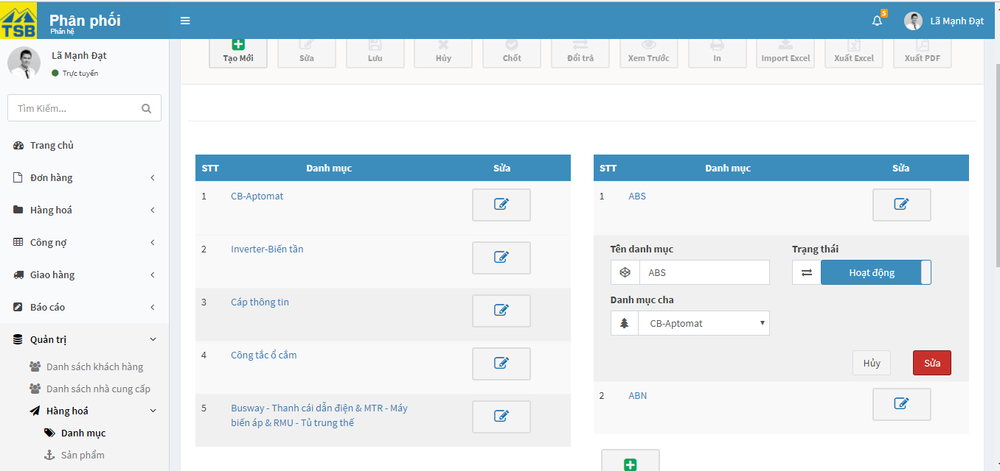 TSB
Phân phối
Phân hệ
5
Lã Mạnh Đạt
Lã Mạnh Đạt
Trực tuyến
Tìm Kiếm...
Trang chủ
Đơn hàng
Hàng hoá
Công nợ
Giao hàng
Báo cáo
Quản trị
Danh sách khách hàng
Danh sách nhà cung cấp
Hàng hoá
Danh mục
Sản phẩm
Tạo Mới
Sửa
Lưu
Hủy
Chốt
Đổi trả
Xem Trước
In
Import Excel
Xuất Excel
Xuất PDF
STT Danh mục Sửa
1 CB-Aptomat
2 Inverter-Biến tần
3 Cáp thông tin
4 Công tắc ổ cắm
5 Busway - Thanh cái dẫn điện & MTR - Máy
biến áp & RMU - Tủ trung thế
STT Danh mục Sửa
1 ABS
Tên danh mục Trạng thái
ABS Hoạt động
Danh mục cha
CB-Aptomat
Hủy Sửa
2 ABN